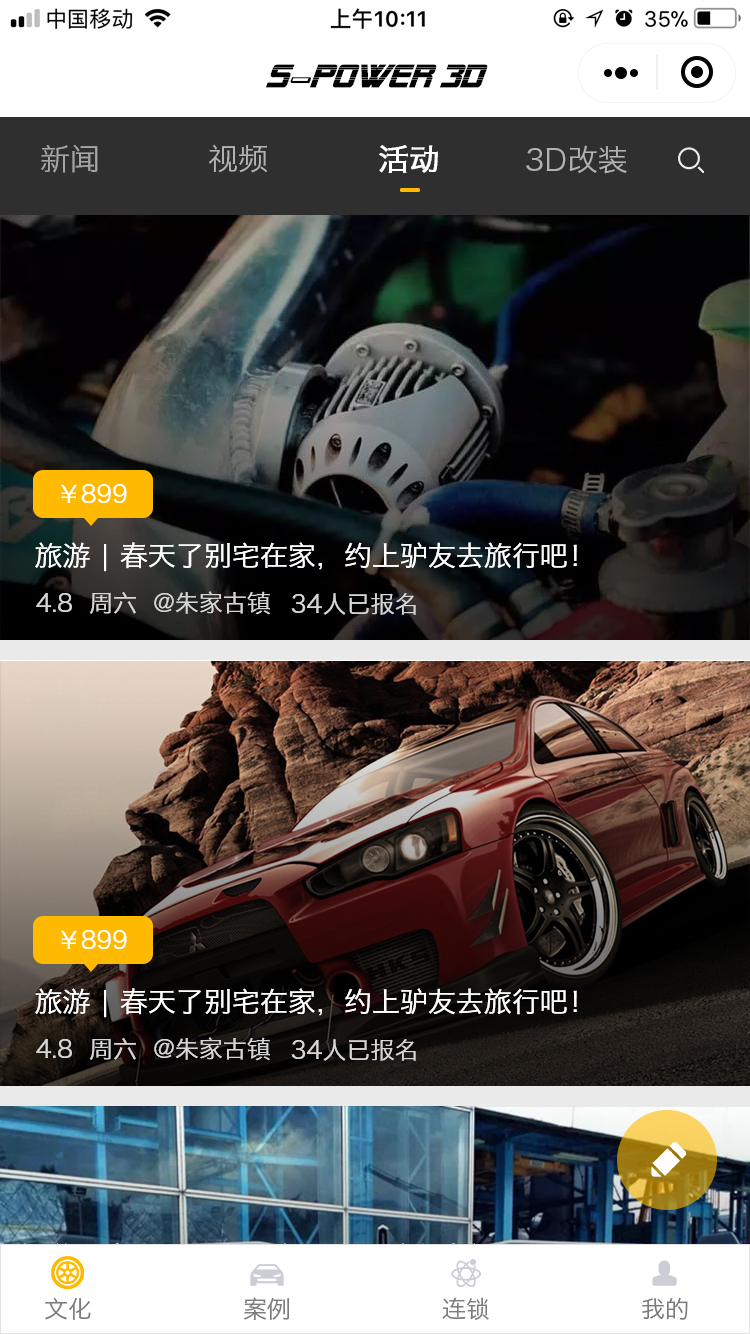 中国移动 上午10:11 35%
S-POWER 3D
新闻 视频 活动 3D改装
￥899
旅游｜春天了别宅在家，约上驴友去旅行吧！
4.8 周六 @朱家古镇 34人已报名
HKS
￥899
旅游｜春天了别宅在家，约上驴友去旅行吧！
4.8 周六 @朱家古镇 34人已报名
文化 案例 连锁 我的